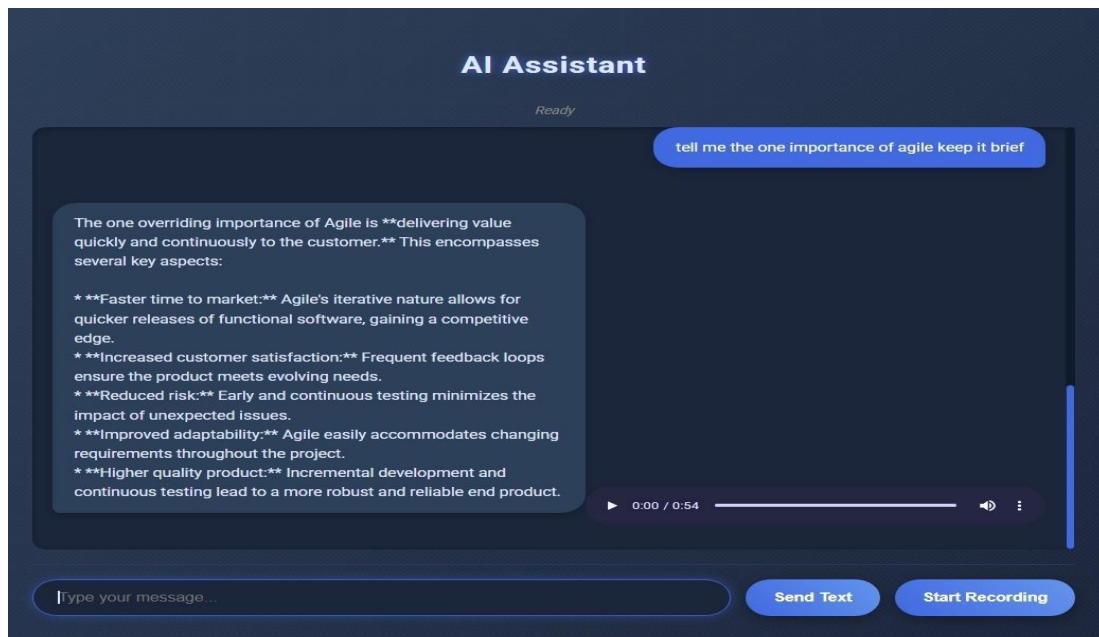 AI Assistant
Ready
tell me the one importance of agile keep it brief
The one overriding importance of Agile is **delivering value
quickly and continuously to the customer.** This encompasses
several key aspects:
* **Faster time to market:** Agile's iterative nature allows for
quicker releases of functional software, gaining a competitive
edge.
* **Increased customer satisfaction:** Frequent feedback loops
ensure the product meets evolving needs.
* **Reduced risk:** Early and continuous testing minimizes the
impact of unexpected issues.
* **Improved adaptability:** Agile easily accommodates changing
requirements throughout the project.
* **Higher quality product:** Incremental development and
continuous testing lead to a more robust and reliable end product.
0:00 / 0:54
Type your message...
Send Text
Start Recording